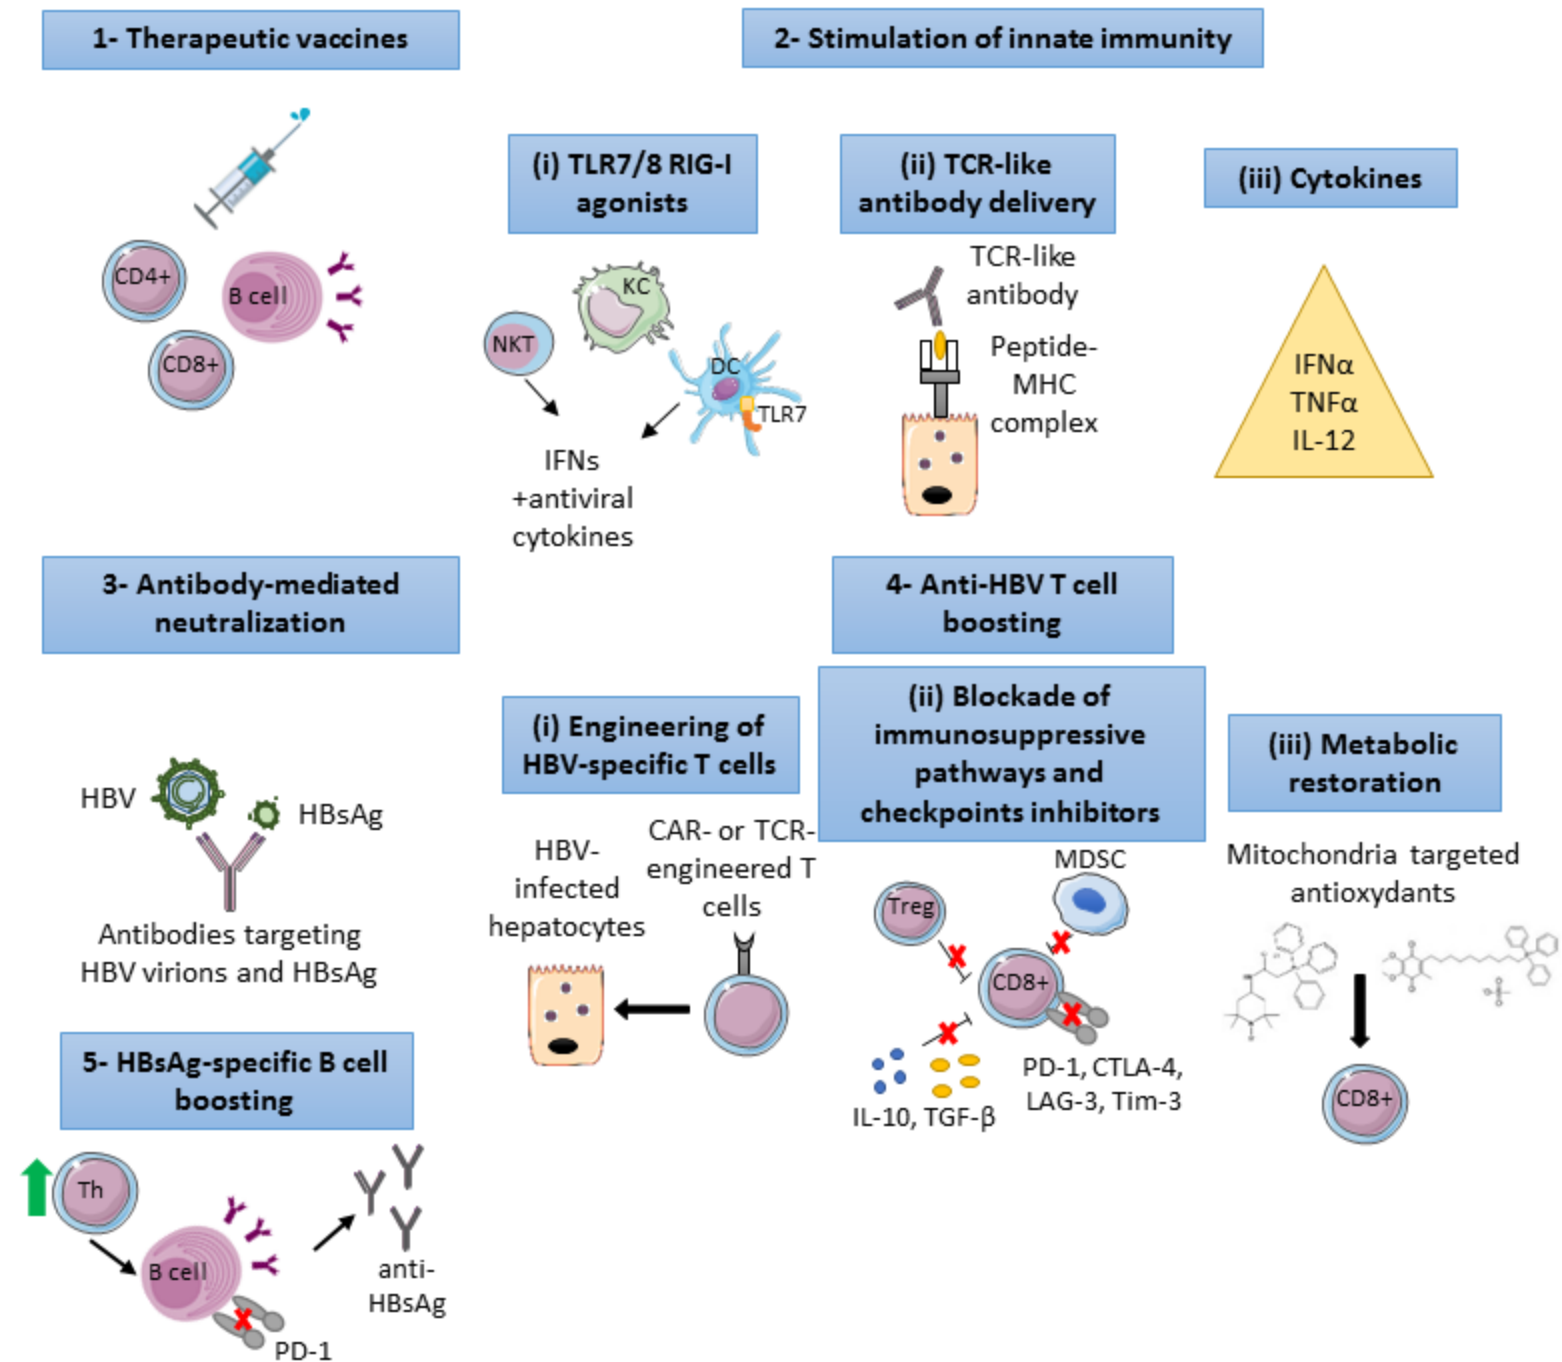 1- Therapeutic vaccines
CD4+
B cell
CD8+
2- Stimulation of innate immunity
(i) TLR7/8 RIG-I
agonists
KC
NKT
DC
TLR7
IFNs
+antiviral
cytokines
(ii) TCR-like
antibody delivery
TCR-like
antibody
Peptide-
MHC
complex
(iii) Cytokines
IFNα
TNFα
IL-12
3- Antibody-mediated
neutralization
HBV
HBsAg
Antibodies targeting
HBV virions and HBsAg
4- Anti-HBV T cell
boosting
(i) Engineering of
HBV-specific T cells
HBV-
infected
hepatocytes
CAR- or TCR-
engineered T
cells
(ii) Blockade of
immunosuppressive
pathways and
checkpoints inhibitors
MDSC
Treg
CD8+
IL-10, TGF-β
PD-1, CTLA-4,
LAG-3, Tim-3
(iii) Metabolic
restoration
Mitochondria targeted
antioxydants
CD8+
5- HBsAg-specific B cell
boosting
Th
B cell
PD-1
anti-
HBsAg